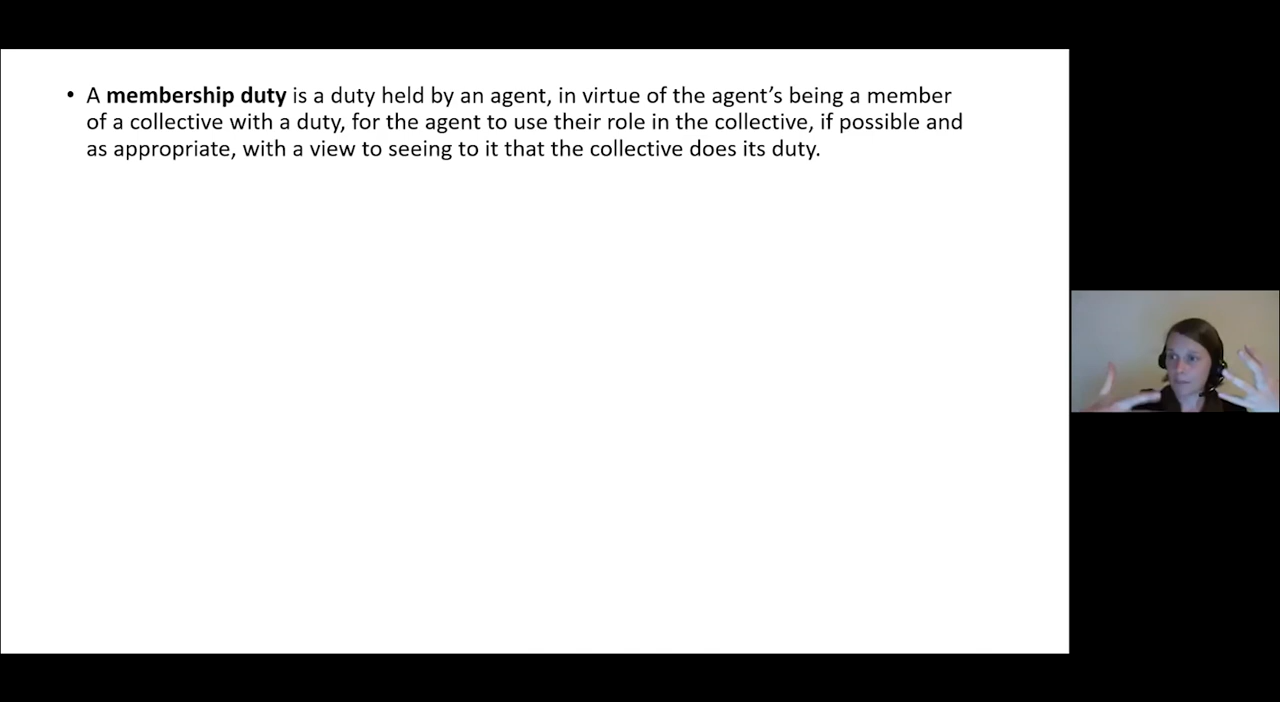 • A membership duty is a duty held by an agent, in virtue of the agent’s being a member
of a collective with a duty, for the agent to use their role in the collective, if possible and
as appropriate, with a view to seeing to it that the collective does its duty.